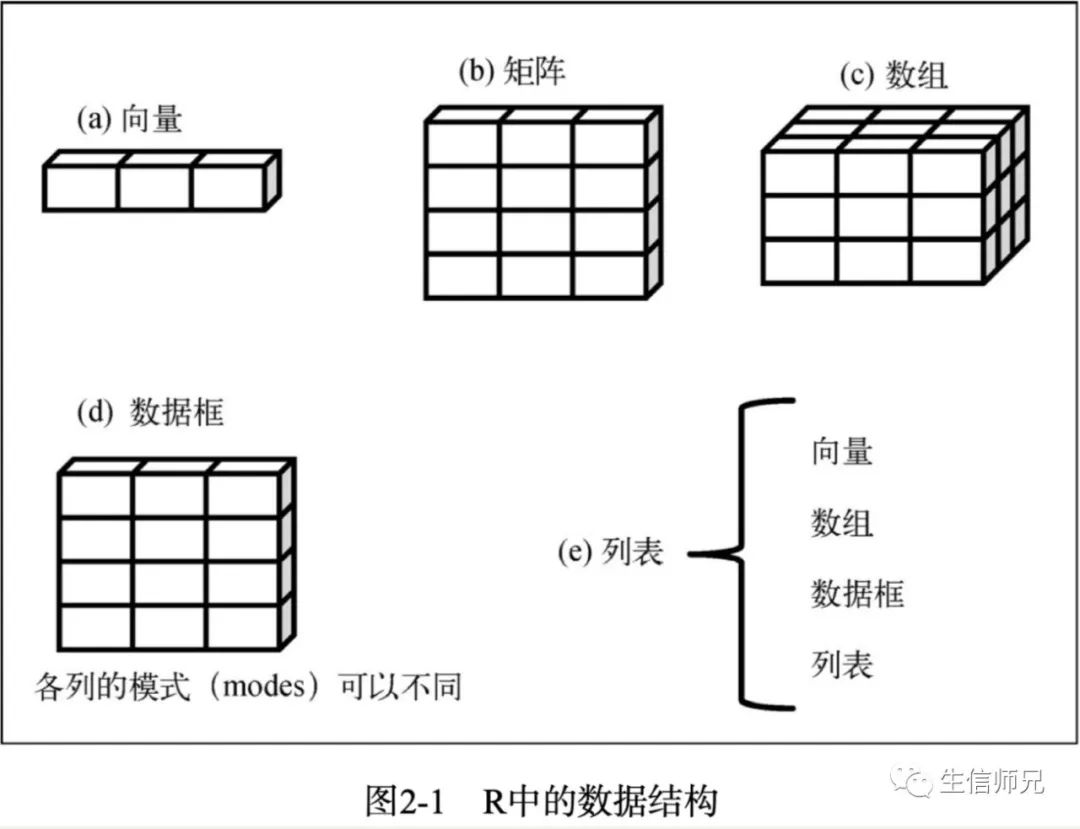 (a) 向量
(b) 矩阵
(c) 数组
(d) 数据框
各列的模式（modes）可以不同
(e) 列表
向量
数组
数据框
列表
图2-1 R中的数据结构
生信师兄